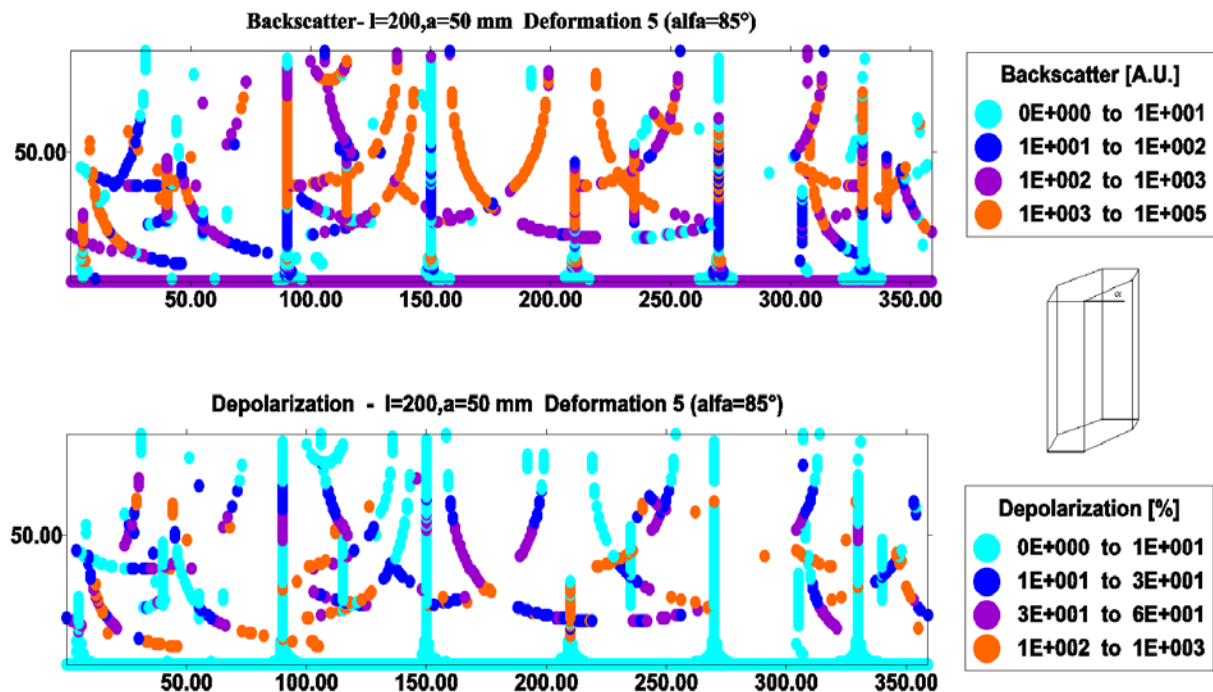 Backscatter- l=200,a=50 mm Deformation 5 (alfa=85°)
50.00
50.00 100.00 150.00 200.00 250.00 300.00 350.00
Backscatter [A.U.]
0E+000 to 1E+001
1E+001 to 1E+002
1E+002 to 1E+003
1E+003 to 1E+005
α
Depolarization - l=200,a=50 mm Deformation 5 (alfa=85°)
50.00
50.00 100.00 150.00 200.00 250.00 300.00 350.00
Depolarization [%]
0E+000 to 1E+001
1E+001 to 3E+001
3E+001 to 6E+001
1E+002 to 1E+003